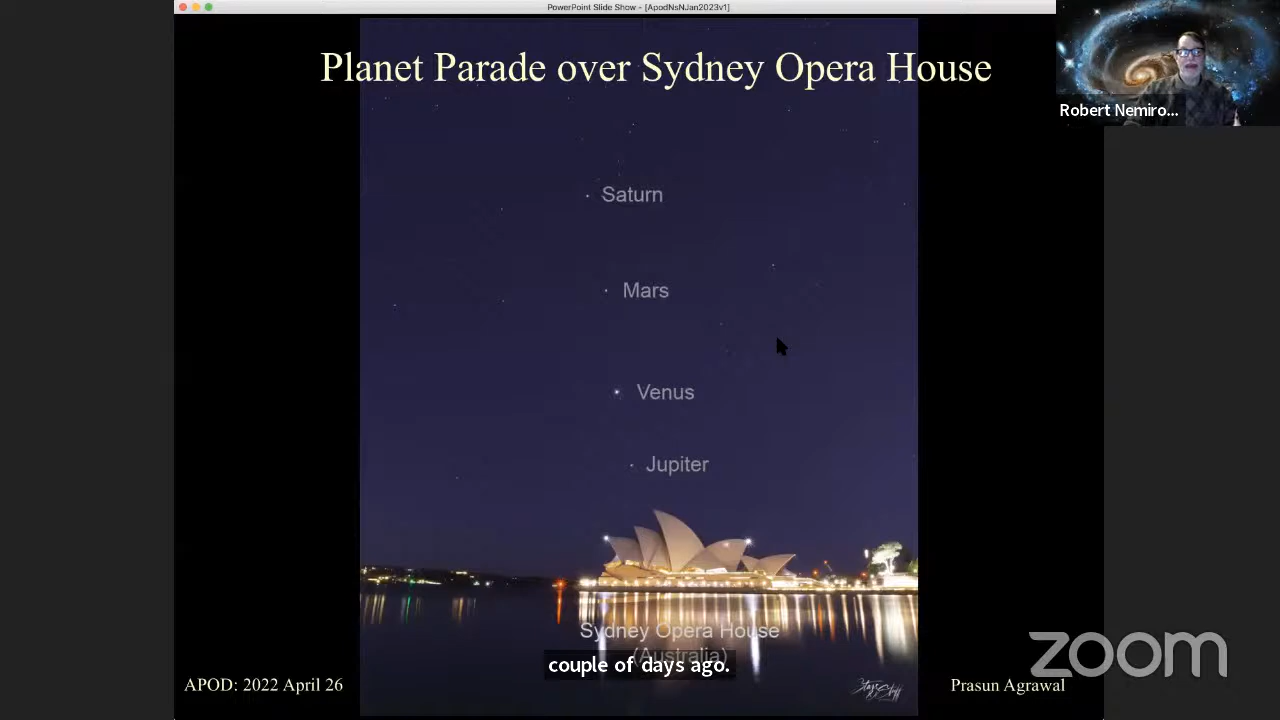 PowerPoint Slide Show - [ApodNsNJan2023v1]
Planet Parade over Sydney Opera House
Robert Nemiro...
Saturn
Mars
Venus
Jupiter
Sydney Opera House
(Australia)
couple of days ago.
zoom
APOD: 2022 April 26
Prasun Agrawal